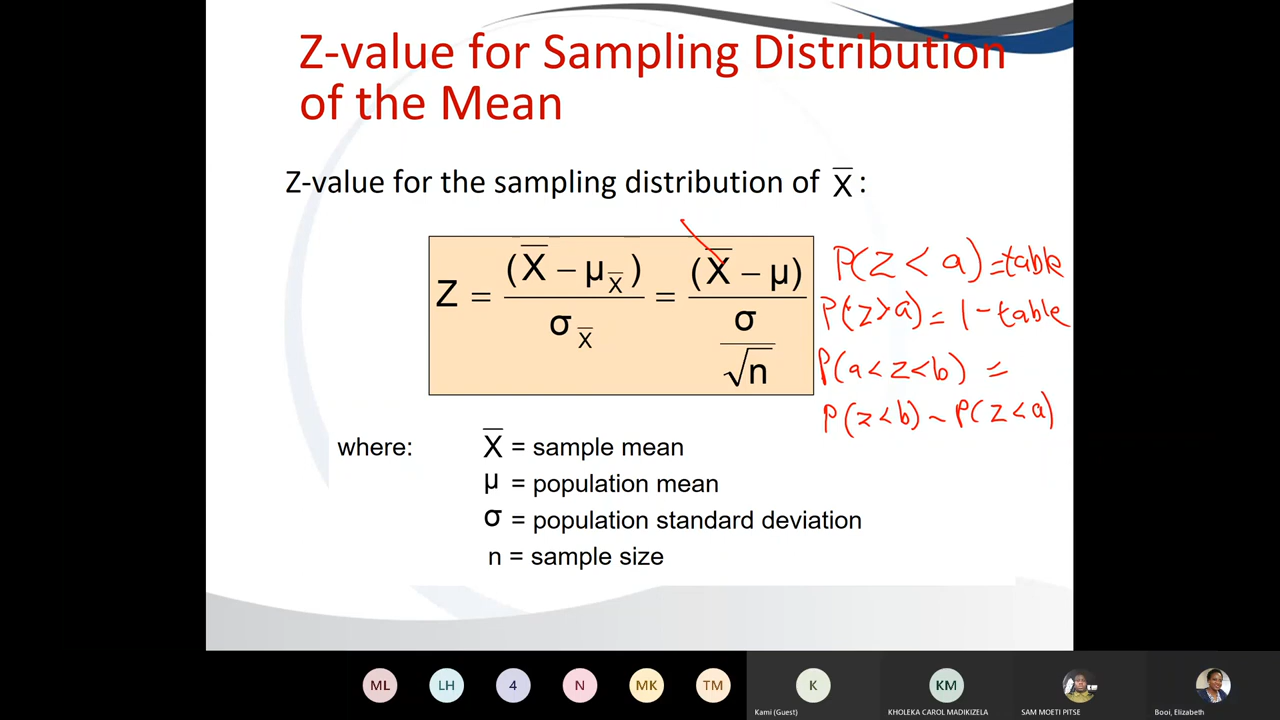 Z-value for Sampling Distribution
of the Mean
Z-value for the sampling distribution of X̅ :
Z = (X̅ − μX̅) / σX̅ = (X̅ − μ) / (σ / √n)
P(Z < a) = table
P(Z > a) = 1 - table
P(a < Z < b) =
P(Z < b) - P(Z < a)
where: X̅ = sample mean
μ = population mean
σ = population standard deviation
n = sample size
ML LH 4 N MK TM K KM
Kami (Guest) KHOLEKA CAROL MADIKIZELA SAM MOETI PITSE Booi, Elizabeth